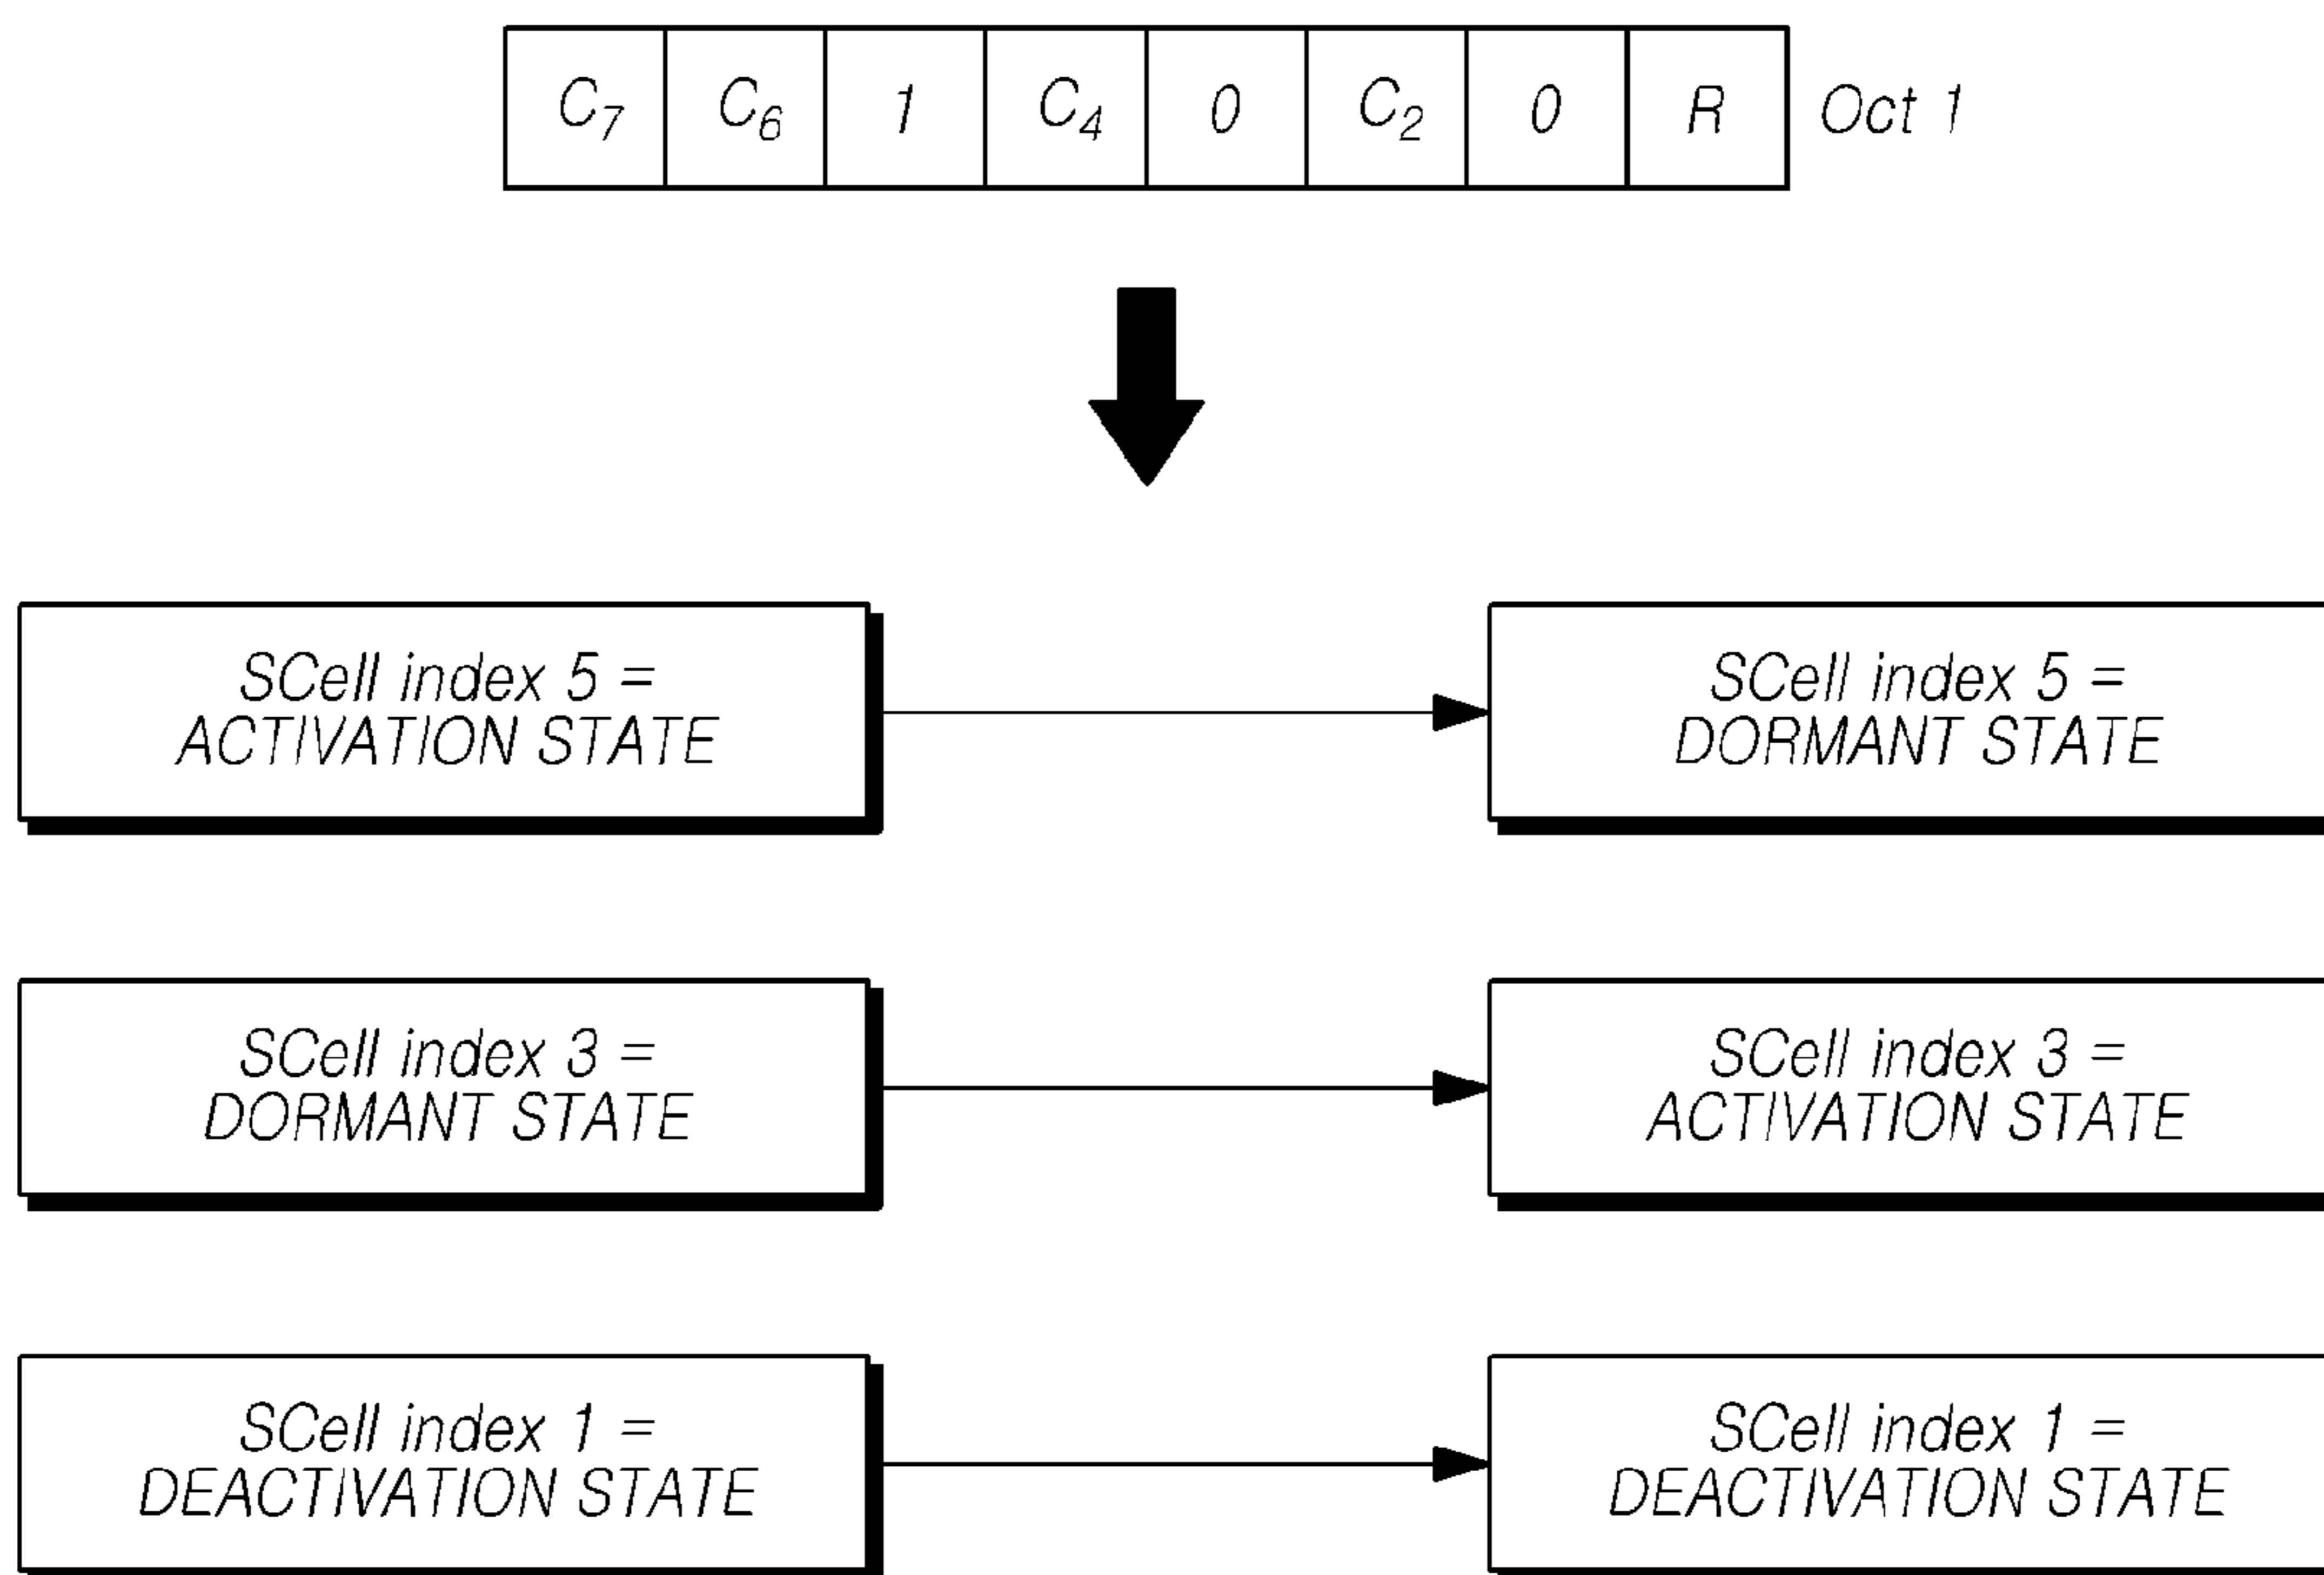 C₇ C₆ 1 C₄ 0 C₂ 0 R Oct 1
SCell index 5 =
ACTIVATION STATE
SCell index 5 =
DORMANT STATE
SCell index 3 =
DORMANT STATE
SCell index 3 =
ACTIVATION STATE
SCell index 1 =
DEACTIVATION STATE
SCell index 1 =
DEACTIVATION STATE